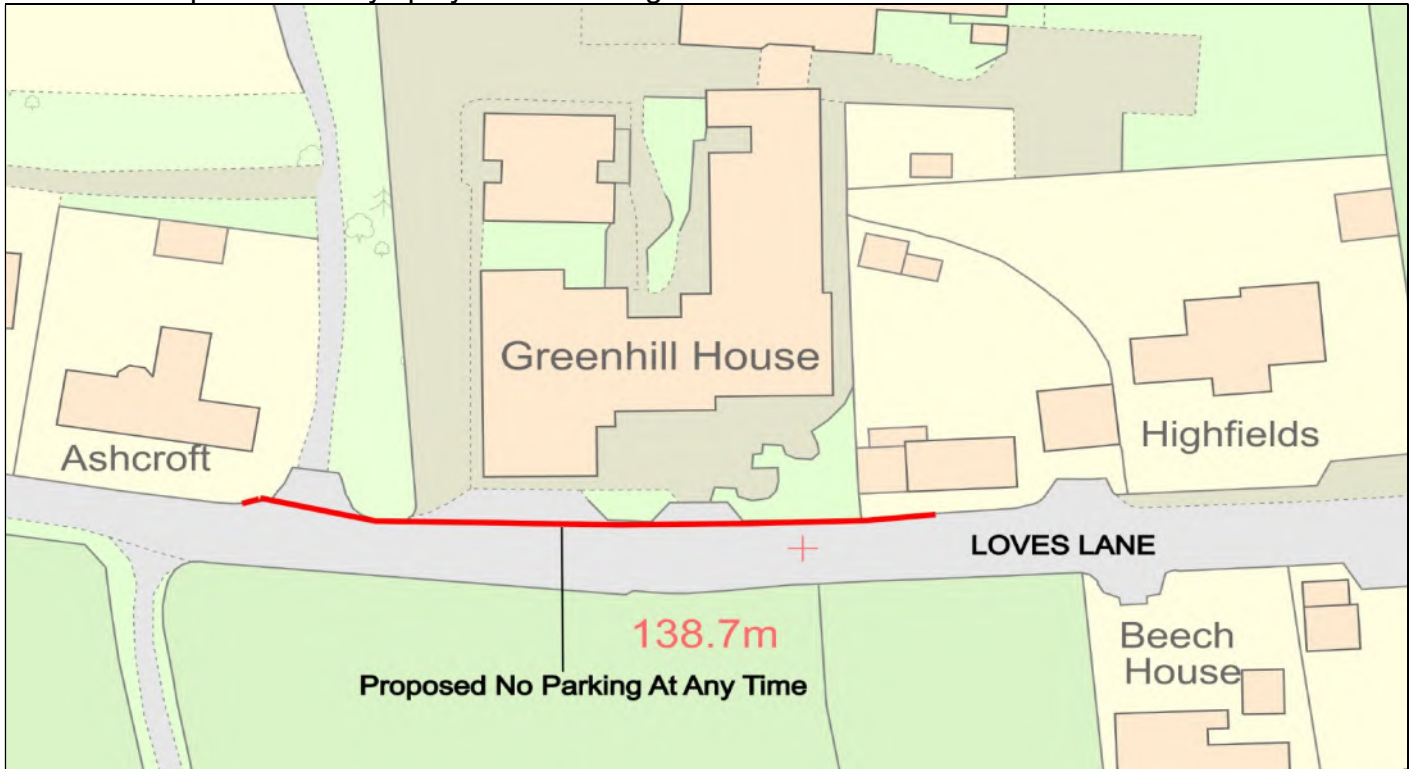 Greenhill House
Ashcroft
Highfields
LOVES LANE
138.7m
Beech
House
Proposed No Parking At Any Time